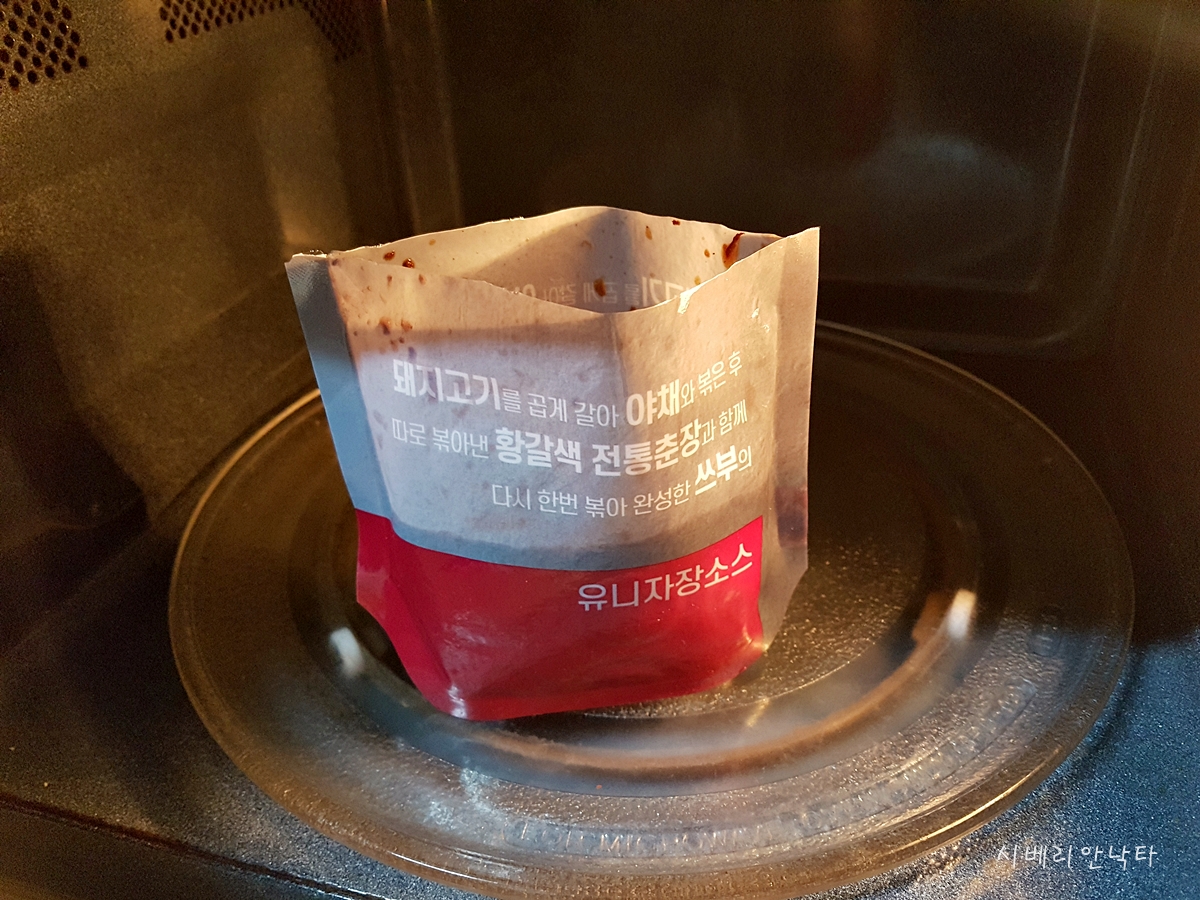 돼지고기를 곱게 갈아 야채와 볶은 후
따로 볶아낸 황갈색 전통춘장과 함께
다시 한번 볶아 완성한 쓰부의
유니자장소스
시베리안낙타